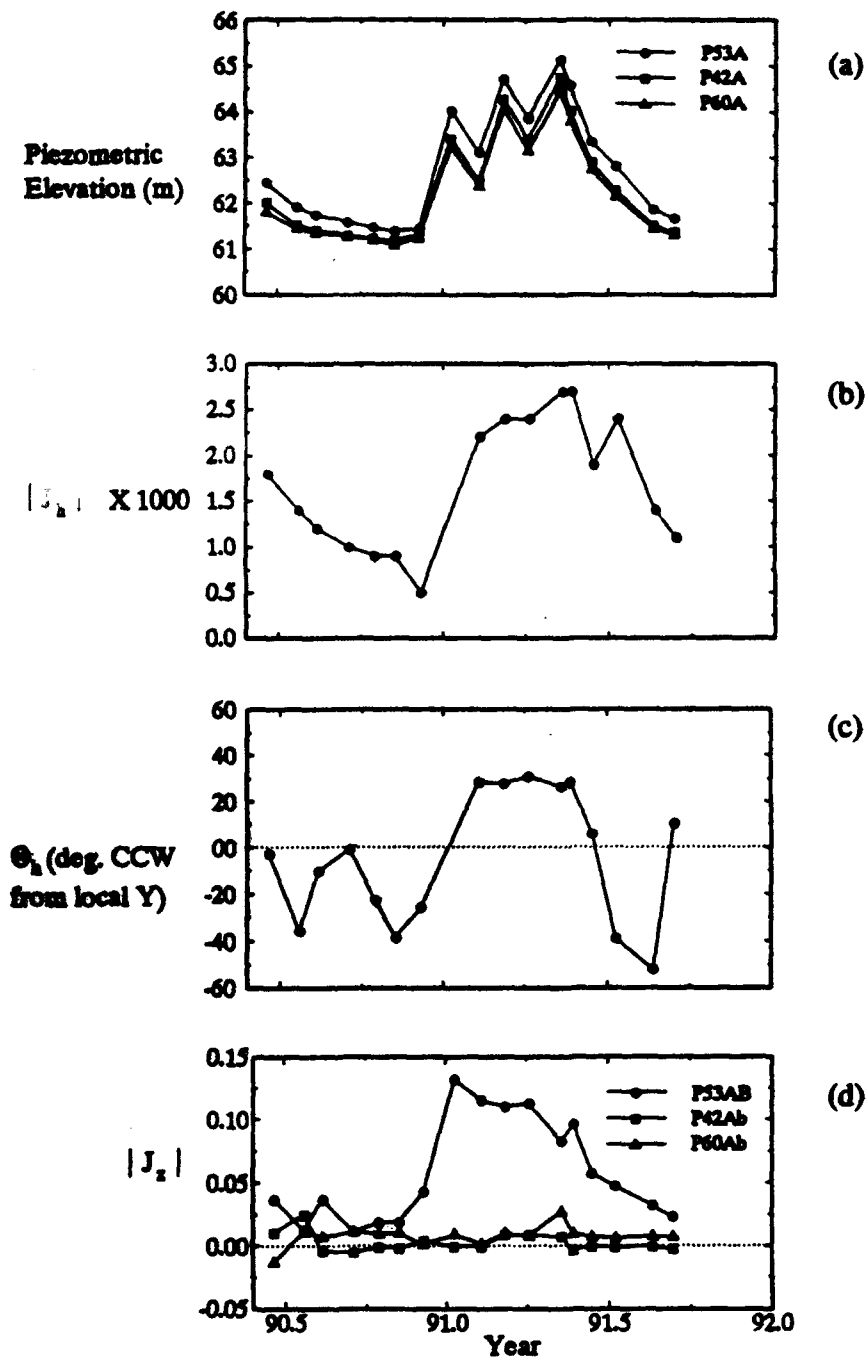 (a)
66
65
64
63
62
61
60
Piezometric
Elevation (m)
P53A
P42A
P60A
(b)
3.0
2.5
2.0
1.5
1.0
0.5
0.0
| J h | X 1000
(c)
60
40
20
00
-20
-40
-60
Θh (deg. CCW
from local Y)
(d)
0.15
0.10
0.05
0.00
-0.05
| Jz |
P53AB
P42Ab
P60Ab
90.5 91.0 91.5 92.0
Year